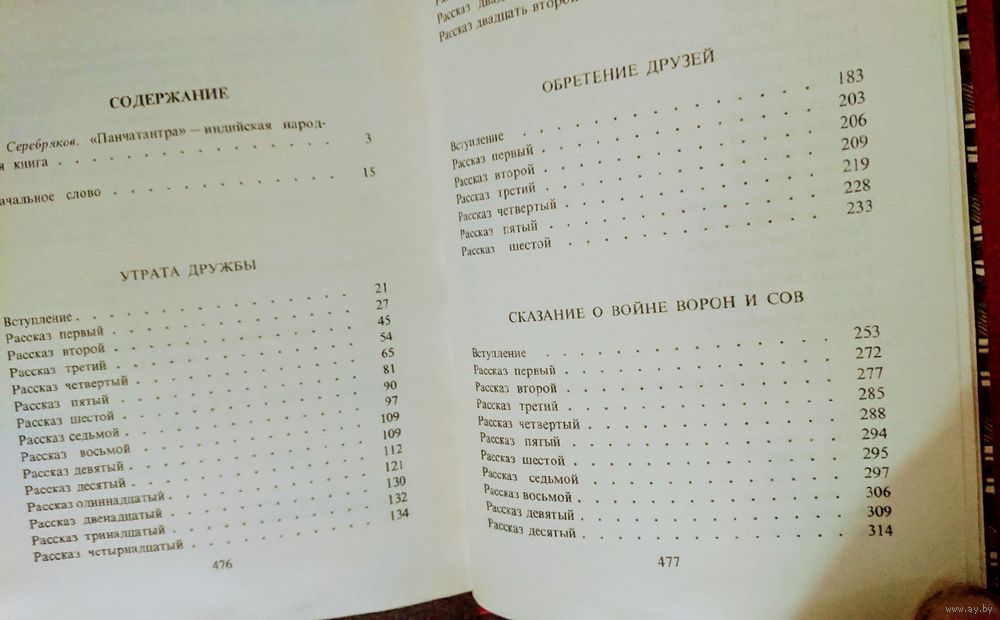 СОДЕРЖАНИЕ
Серебряков. «Панчатантра» — индийская народ-
я книга . . . . . . . . . . . . 3
ачальное слово . . . . . . . . . . . 15
УТРАТА ДРУЖБЫ
Вступление . . . . . . . . . . . . 21
Рассказ первый . . . . . . . . . . . 27
Рассказ второй . . . . . . . . . . . 45
Рассказ третий . . . . . . . . . . . 54
Рассказ четвертый . . . . . . . . . . 65
Рассказ пятый . . . . . . . . . . . 81
Рассказ шестой . . . . . . . . . . . 90
Рассказ седьмой . . . . . . . . . . . 97
Рассказ восьмой . . . . . . . . . . . 109
Рассказ девятый . . . . . . . . . . . 109
Рассказ десятый . . . . . . . . . . . 112
Рассказ одиннадцатый . . . . . . . . . 121
Рассказ двенадцатый . . . . . . . . . 130
Рассказ тринадцатый . . . . . . . . . 132
Рассказ четырнадцатый . . . . . . . . 134
476
Рассказ
Рассказ двадцать второй
ОБРЕТЕНИЕ ДРУЗЕЙ
Вступление . . . . . . . . . . . . 183
Рассказ первый . . . . . . . . . . . 203
Рассказ второй . . . . . . . . . . . 206
Рассказ третий . . . . . . . . . . . 209
Рассказ четвертый . . . . . . . . . . 219
Рассказ пятый . . . . . . . . . . . 228
Рассказ шестой . . . . . . . . . . . 233
СКАЗАНИЕ О ВОЙНЕ ВОРОН И СОВ
Вступление . . . . . . . . . . . . 253
Рассказ первый . . . . . . . . . . . 272
Рассказ второй . . . . . . . . . . . 277
Рассказ третий . . . . . . . . . . . 285
Рассказ четвертый . . . . . . . . . . 288
Рассказ пятый . . . . . . . . . . . 294
Рассказ шестой . . . . . . . . . . . 295
Рассказ седьмой . . . . . . . . . . . 297
Рассказ восьмой . . . . . . . . . . . 306
Рассказ девятый . . . . . . . . . . . 309
Рассказ десятый . . . . . . . . . . . 314
477
www.ay.by